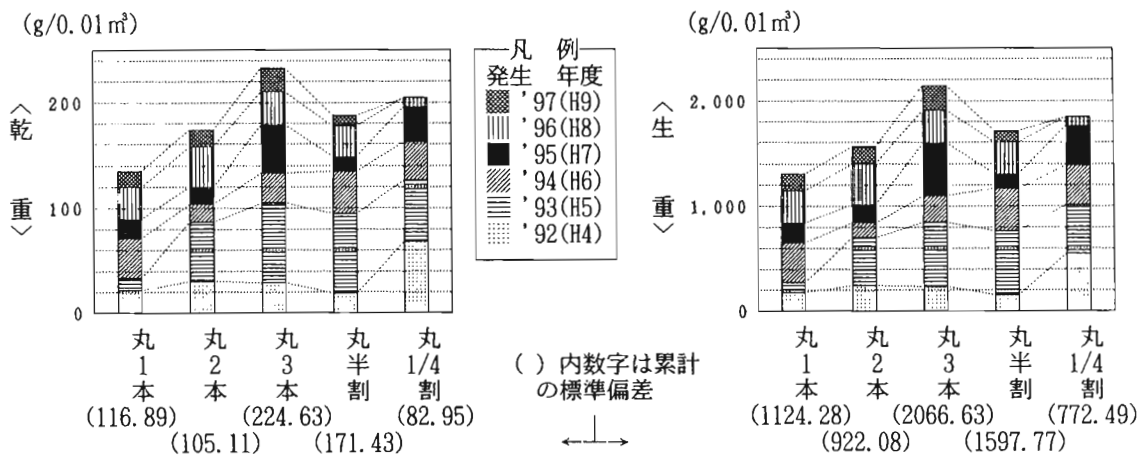 (g/0.01㎥)
〈乾重〉
200
100
0
丸1本
丸2本
丸3本
丸半割
丸1/4割
(116.89)
(224.63)
(82.95)
(105.11)
(171.43)
凡 例
発生 年度
'97(H9)
'96(H8)
'95(H7)
'94(H6)
'93(H5)
'92(H4)
( )内数字は累計
の標準偏差
(g/0.01㎥)
〈生重〉
2,000
1,000
0
丸1本
丸2本
丸3本
丸半割
丸1/4割
(1124.28)
(2066.63)
(772.49)
(922.08)
(1597.77)